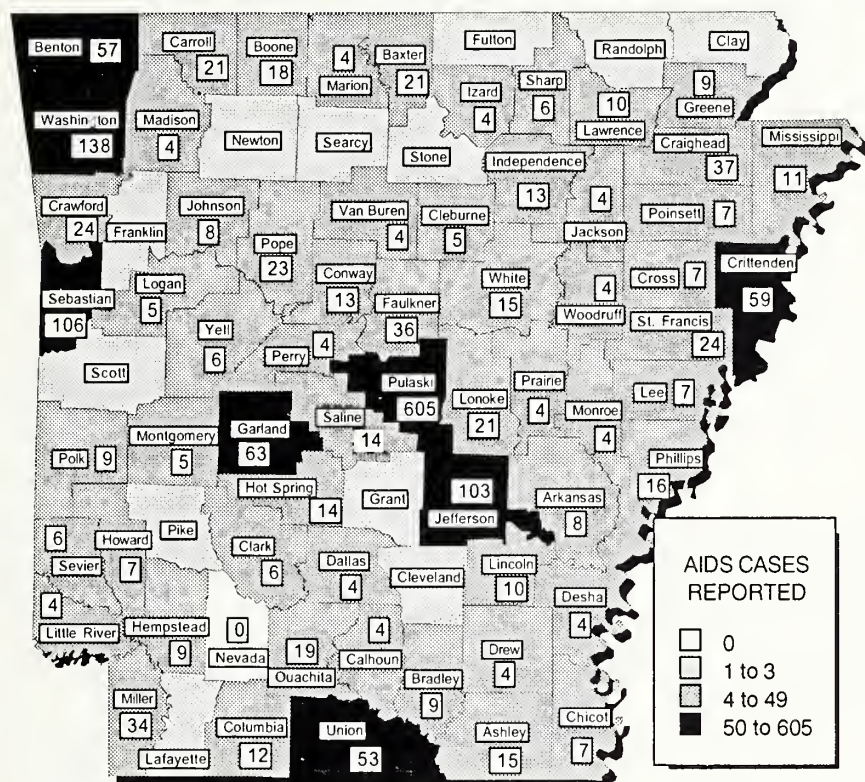 Benton 57
Carroll
21
Boone
18
4
Marion
Baxter
21
Fulton
Randolph
Clay
Izard
4
Sharp
6
10
Lawrence
9
Greene
Washington
138
Madison
4
Newton
Searcy
Stone
Independence
13
Craighead
37
Mississippi
11
Crawford
24
Franklin
Johnson
8
Pope
23
Van Buren
4
Cleburne
5
4
Jackson
Poinsett 7
Sebastian
106
Logan
5
Conway
13
Faulkner
36
White
15
4
Woodruff
Cross 7
Crittenden
59
St. Francis
24
Yell
6
Perry 4
Scott
Pulaski
605
Lonoke
21
Prairie
4
Monroe
4
Lee 7
Garland
63
Saline
14
Polk 9
Montgomery
5
Hot Spring
14
Grant
103
Jefferson
Arkansas
8
Phillips
16
6
Sevier
Howard
7
Pike
Clark
6
Dallas
4
Cleveland
Lincoln
10
Desha
4
4
Little River
Hempstead
9
0
Nevada
19
Ouachita
4
Calhoun
Bradley
9
Drew
4
Miller
34
Lafayette
Columbia
12
Union
53
Ashley
15
Chicot
7
AIDS CASES
REPORTED
0
1 to 3
4 to 49
50 to 605